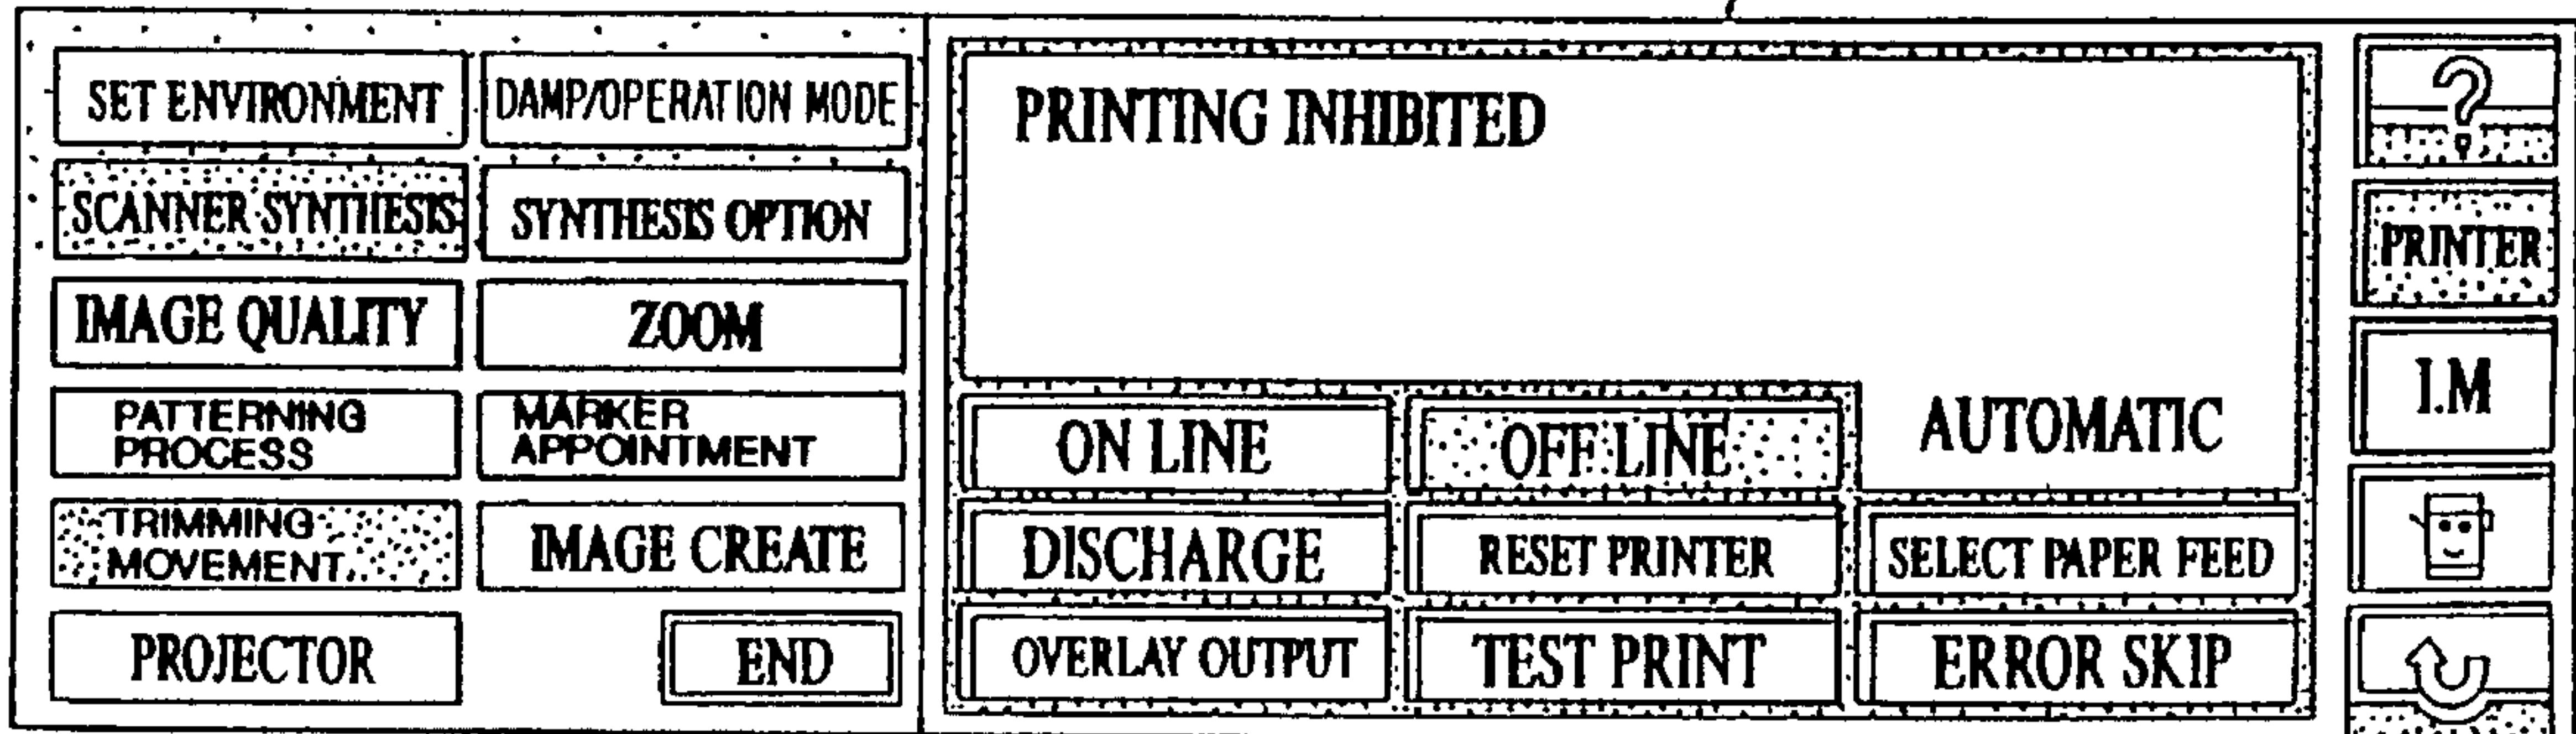 SET ENVIRONMENT
DAMP/OPERATION MODE
SCANNER SYNTHESIS
SYNTHESIS OPTION
IMAGE QUALITY
ZOOM
PATTERNING
PROCESS
MARKER
APPOINTMENT
TRIMMING
MOVEMENT
IMAGE CREATE
PROJECTOR
END
PRINTING INHIBITED
AUTOMATIC
ON LINE
OFF LINE
DISCHARGE
RESET PRINTER
SELECT PAPER FEED
OVERLAY OUTPUT
TEST PRINT
ERROR SKIP
?
PRINTER
I.M